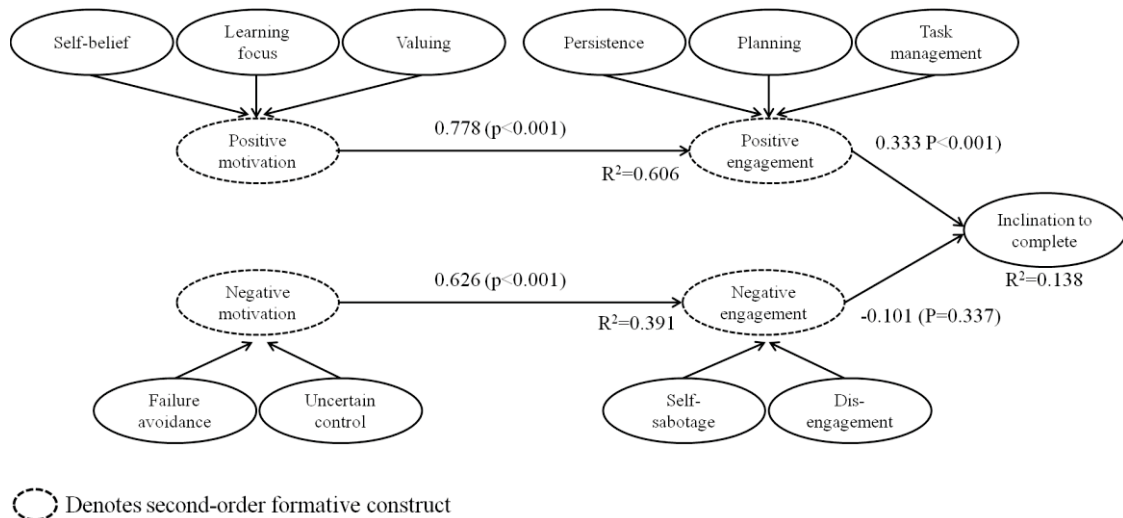 Self-belief
Learning
focus
Valuing
Persistence
Planning
Task
management
Positive
motivation
0.778 (p<0.001)
R²=0.606
Positive
engagement
0.333 P<0.001)
Inclination to
complete
R²=0.138
Negative
motivation
0.626 (p<0.001)
R²=0.391
Negative
engagement
-0.101 (P=0.337)
Failure
avoidance
Uncertain
control
Self-
sabotage
Dis-
engagement
Denotes second-order formative construct